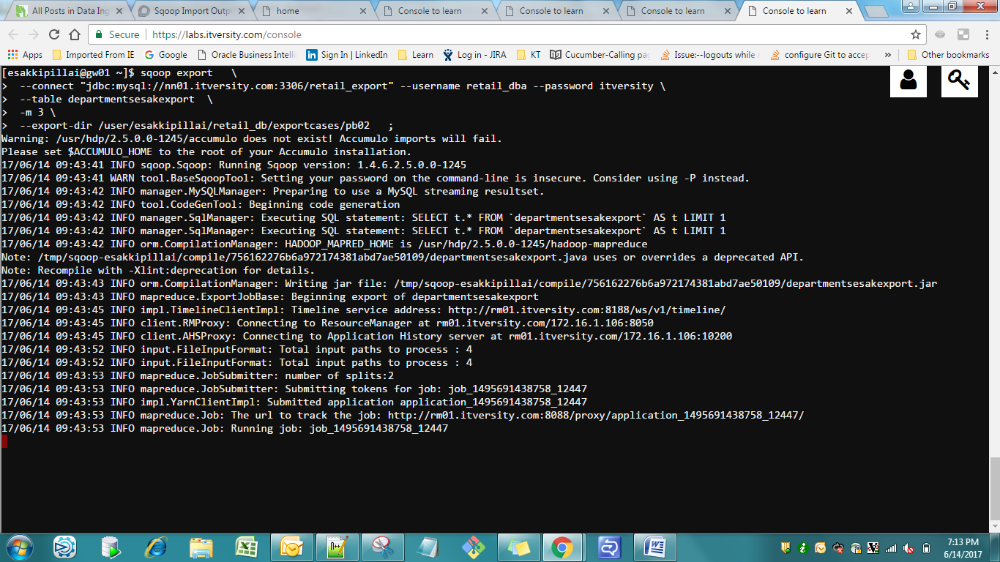 All Posts in Data Ing
Sqoop Import Outp
home
Console to learn
Console to learn
Console to learn
Console to learn
Secure
https://labs.itversity.com/console
Apps
Imported From IE
Google
Oracle Business Intelli
Sign In | LinkedIn
Learn
Log in - JIRA
KT
Cucumber-Calling pag
Issue:--logouts while
configure Git to accep
»
Other bookmarks
[esakkipillai@gw01 ~]$ sqoop export \
> --connect "jdbc:mysql://nn01.itversity.com:3306/retail_export" --username retail_dba --password itversity \
> --table departmentsesakexport \
> -m 3 \
> --export-dir /user/esakkipillai/retail_db/exportcases/pb02 ;
Warning: /usr/hdp/2.5.0.0-1245/accumulo does not exist! Accumulo imports will fail.
Please set $ACCUMULO_HOME to the root of your Accumulo installation.
17/06/14 09:43:41 INFO sqoop.Sqoop: Running Sqoop version: 1.4.6.2.5.0.0-1245
17/06/14 09:43:41 WARN tool.BaseSqoopTool: Setting your password on the command-line is insecure. Consider using -P instead.
17/06/14 09:43:42 INFO manager.MySQLManager: Preparing to use a MySQL streaming resultset.
17/06/14 09:43:42 INFO tool.CodeGenTool: Beginning code generation
17/06/14 09:43:42 INFO manager.SqlManager: Executing SQL statement: SELECT t.* FROM `departmentsesakexport` AS t LIMIT 1
17/06/14 09:43:42 INFO manager.SqlManager: Executing SQL statement: SELECT t.* FROM `departmentsesakexport` AS t LIMIT 1
17/06/14 09:43:42 INFO orm.CompilationManager: HADOOP_MAPRED_HOME is /usr/hdp/2.5.0.0-1245/hadoop-mapreduce
Note: /tmp/sqoop-esakkipillai/compile/756162276b6a972174381abd7ae50109/departmentsesakexport.java uses or overrides a deprecated API.
Note: Recompile with -Xlint:deprecation for details.
17/06/14 09:43:43 INFO orm.CompilationManager: Writing jar file: /tmp/sqoop-esakkipillai/compile/756162276b6a972174381abd7ae50109/departmentsesakexport.jar
17/06/14 09:43:43 INFO mapreduce.ExportJobBase: Beginning export of departmentsesakexport
17/06/14 09:43:45 INFO impl.TimelineClientImpl: Timeline service address: http://rm01.itversity.com:8188/ws/v1/timeline/
17/06/14 09:43:45 INFO client.RMProxy: Connecting to ResourceManager at rm01.itversity.com/172.16.1.106:8050
17/06/14 09:43:45 INFO client.AHSProxy: Connecting to Application History server at rm01.itversity.com/172.16.1.106:10200
17/06/14 09:43:52 INFO input.FileInputFormat: Total input paths to process : 4
17/06/14 09:43:52 INFO input.FileInputFormat: Total input paths to process : 4
17/06/14 09:43:53 INFO mapreduce.JobSubmitter: number of splits:2
17/06/14 09:43:53 INFO mapreduce.JobSubmitter: Submitting tokens for job: job_1495691438758_12447
17/06/14 09:43:53 INFO impl.YarnClientImpl: Submitted application application_1495691438758_12447
17/06/14 09:43:53 INFO mapreduce.Job: The url to track the job: http://rm01.itversity.com:8088/proxy/application_1495691438758_12447/
17/06/14 09:43:53 INFO mapreduce.Job: Running job: job_1495691438758_12447
7:13 PM
6/14/2017